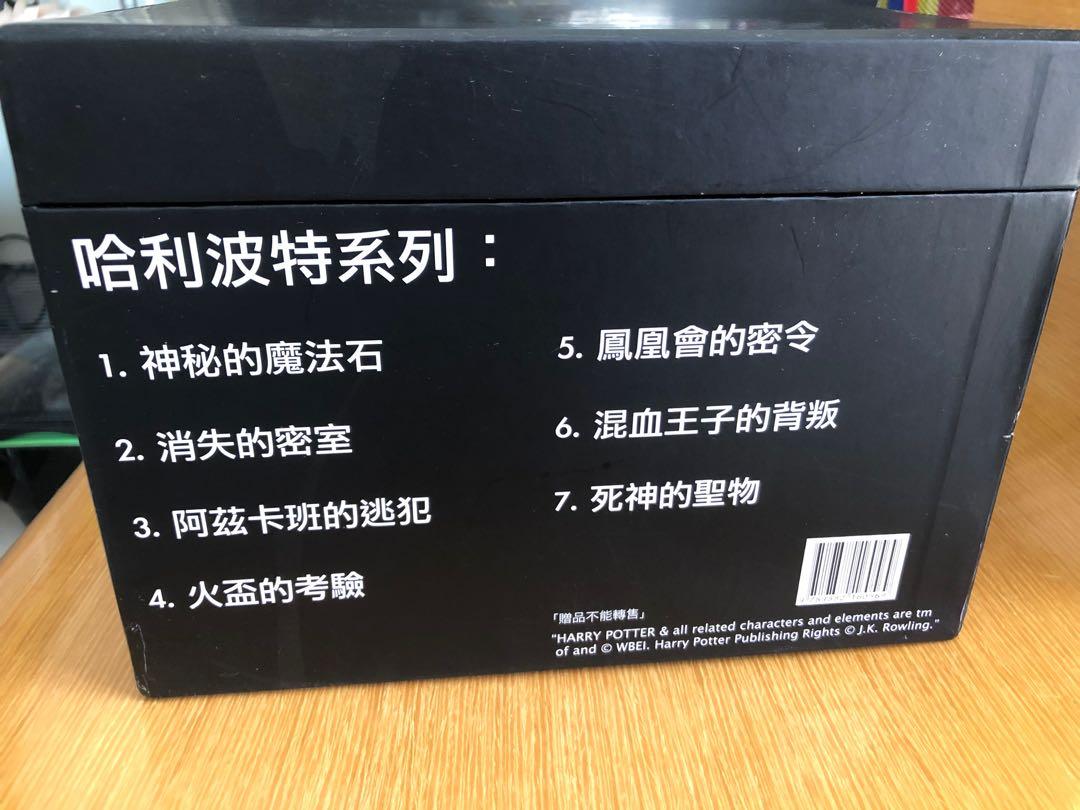 哈利波特系列：
1. 神秘的魔法石
2. 消失的密室
3. 阿茲卡班的逃犯
4. 火盃的考驗
5. 鳳凰會的密令
6. 混血王子的背叛
7. 死神的聖物
「贈品不能轉售」
"HARRY POTTER & all related characters and elements are tm
of and © WBEI. Harry Potter Publishing Rights © J.K. Rowling."